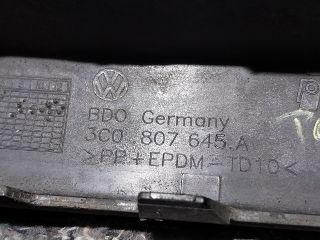 BDO Germany
3C0 807 645.A
>PP+EPDM-TD10<